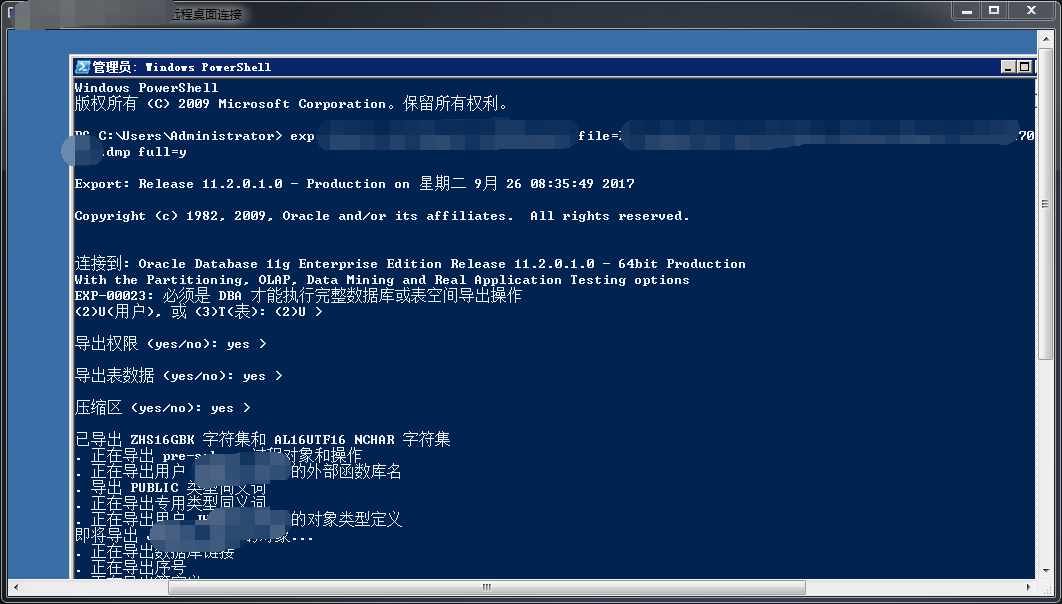 远程桌面连接
管理员: Windows PowerShell
Windows PowerShell
版权所有 (C) 2009 Microsoft Corporation。保留所有权利。
PS C:\Users\Administrator> exp file= 70
.dmp full=y
Export: Release 11.2.0.1.0 - Production on 星期二 9月 26 08:35:49 2017
Copyright (c) 1982, 2009, Oracle and/or its affiliates.  All rights reserved.
连接到: Oracle Database 11g Enterprise Edition Release 11.2.0.1.0 - 64bit Production
With the Partitioning, OLAP, Data Mining and Real Application Testing options
EXP-00023: 必须是 DBA 才能执行完整数据库或表空间导出操作
(2)U(用户), 或 (3)T(表): (2)U >
导出权限 (yes/no): yes >
导出表数据 (yes/no): yes >
压缩区 (yes/no): yes >
已导出 ZHS16GBK 字符集和 AL16UTF16 NCHAR 字符集
. 正在导出 过程对象和操作
. 正在导出用户 的外部函数库名
. 导出 PUBLIC 类型同义词
. 正在导出专用类型同义词
. 正在导出用户 的对象类型定义
即将导出 的对象...
. 正在导出数据库链接
. 正在导出序号